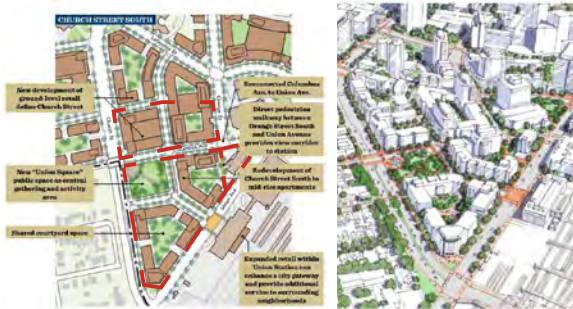 CHURCH STREET SOUTH
New development of
ground-level retail
define Church Street
New "Union Square"
public space as central
gathering and activity
area
Shared courtyard space
Reconnected Columbus
Ave. to Union Ave.
Direct pedestrian
walkway between
Orange Street South
and Union Avenue
provides view corridor
to station
Redevelopment of
Church Street South to
mid-rise apartments
Expanded retail within
Union Station can
enhance a city gateway
and provide additional
service to surrounding
neighborhoods